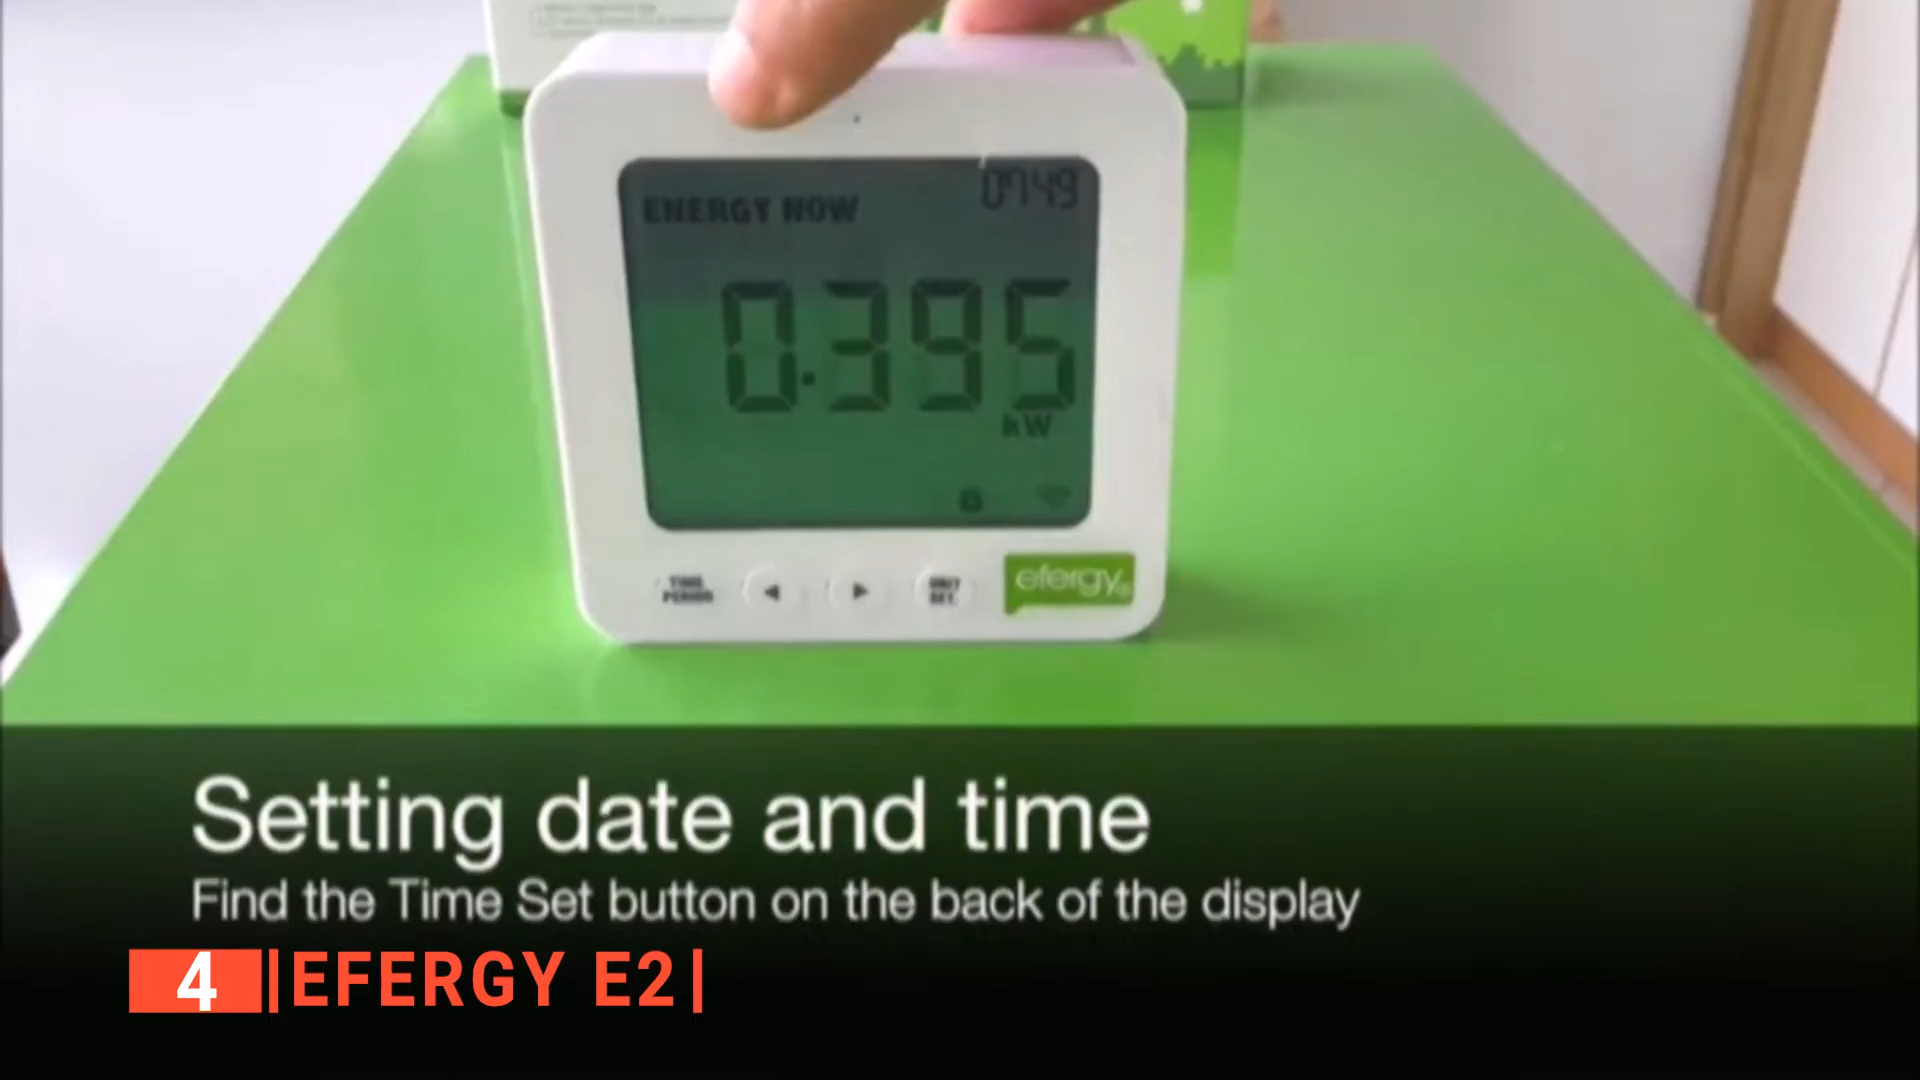 ENERGY NOW
0749
0.395
kW
TIME
PERIOD
UNIT
SET
efergy
Setting date and time
Find the Time Set button on the back of the display
4 |EFERGY E2|